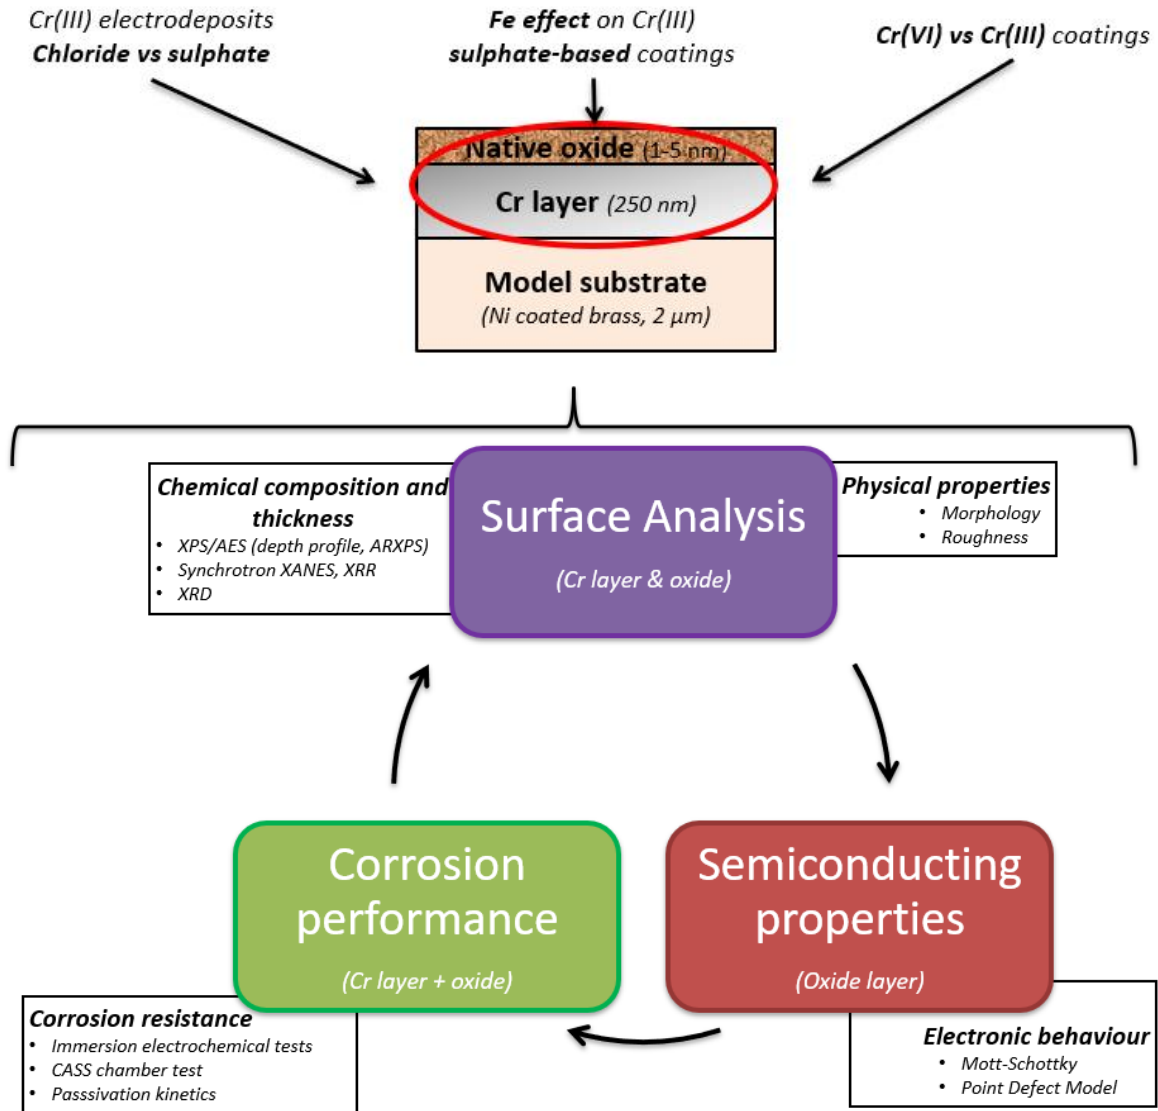 Cr(III) electrodeposits
Chloride vs sulphate
Fe effect on Cr(III)
sulphate-based coatings
Cr(VI) vs Cr(III) coatings
Native oxide (1-5 nm)
Cr layer (250 nm)
Model substrate
(Ni coated brass, 2 µm)
Chemical composition and
thickness
• XPS/AES (depth profile, ARXPS)
• Synchrotron XANES, XRR
• XRD
Surface Analysis
(Cr layer & oxide)
Physical properties
• Morphology
• Roughness
Corrosion
performance
(Cr layer + oxide)
Semiconducting
properties
(Oxide layer)
Corrosion resistance
• Immersion electrochemical tests
• CASS chamber test
• Passsivation kinetics
Electronic behaviour
• Mott-Schottky
• Point Defect Model